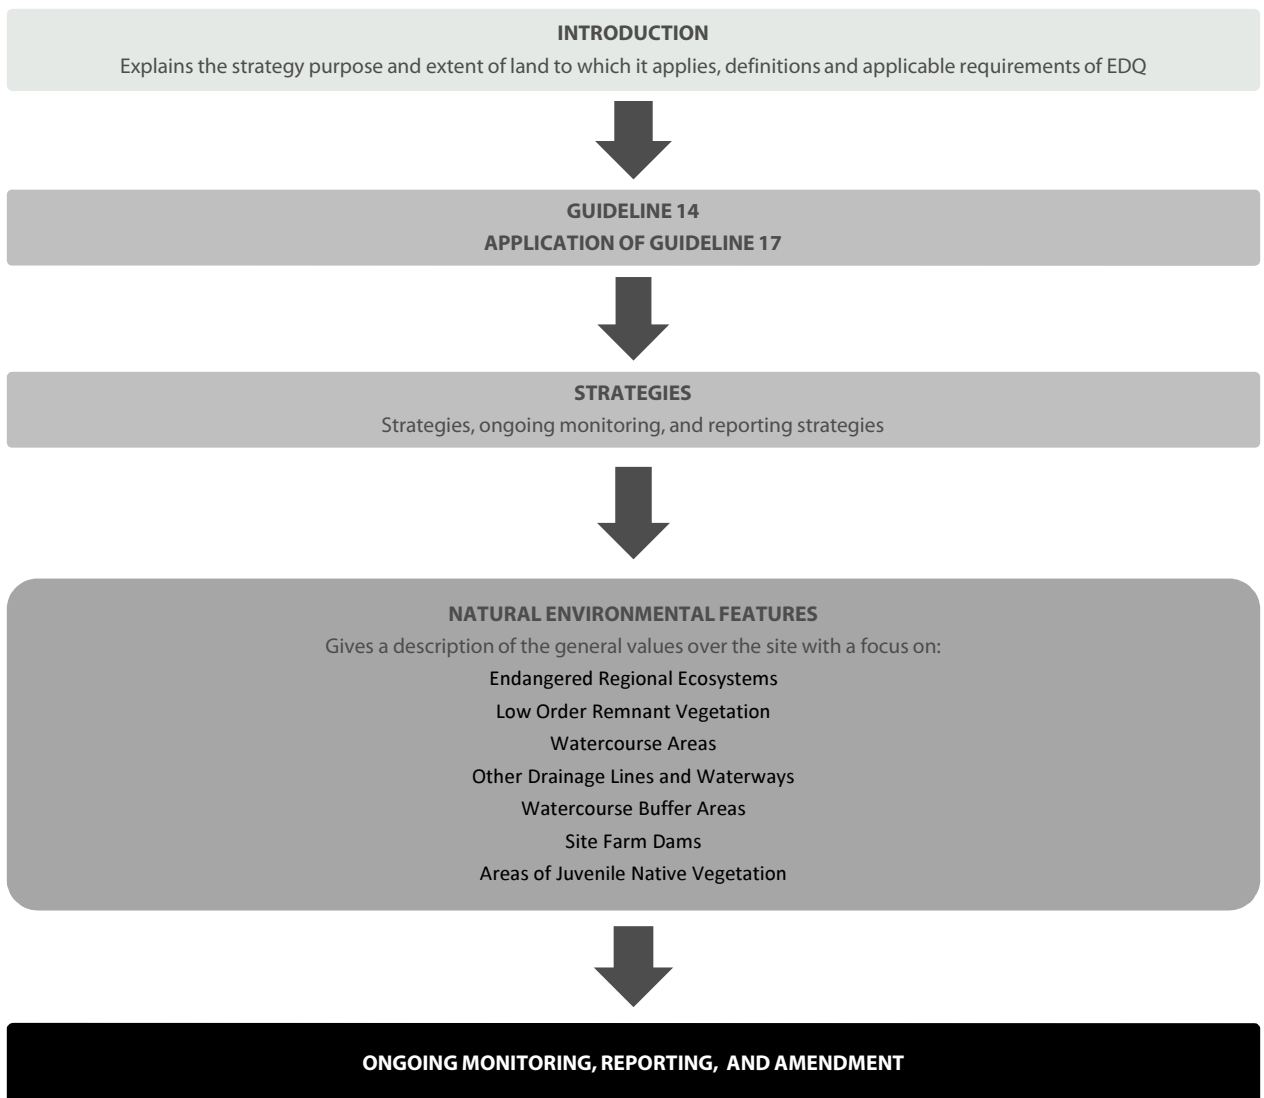 INTRODUCTION
Explains the strategy purpose and extent of land to which it applies, definitions and applicable requirements of EDQ
GUIDELINE 14
APPLICATION OF GUIDELINE 17
STRATEGIES
Strategies, ongoing monitoring, and reporting strategies
NATURAL ENVIRONMENTAL FEATURES
Gives a description of the general values over the site with a focus on:
Endangered Regional Ecosystems
Low Order Remnant Vegetation
Watercourse Areas
Other Drainage Lines and Waterways
Watercourse Buffer Areas
Site Farm Dams
Areas of Juvenile Native Vegetation
ONGOING MONITORING, REPORTING, AND AMENDMENT